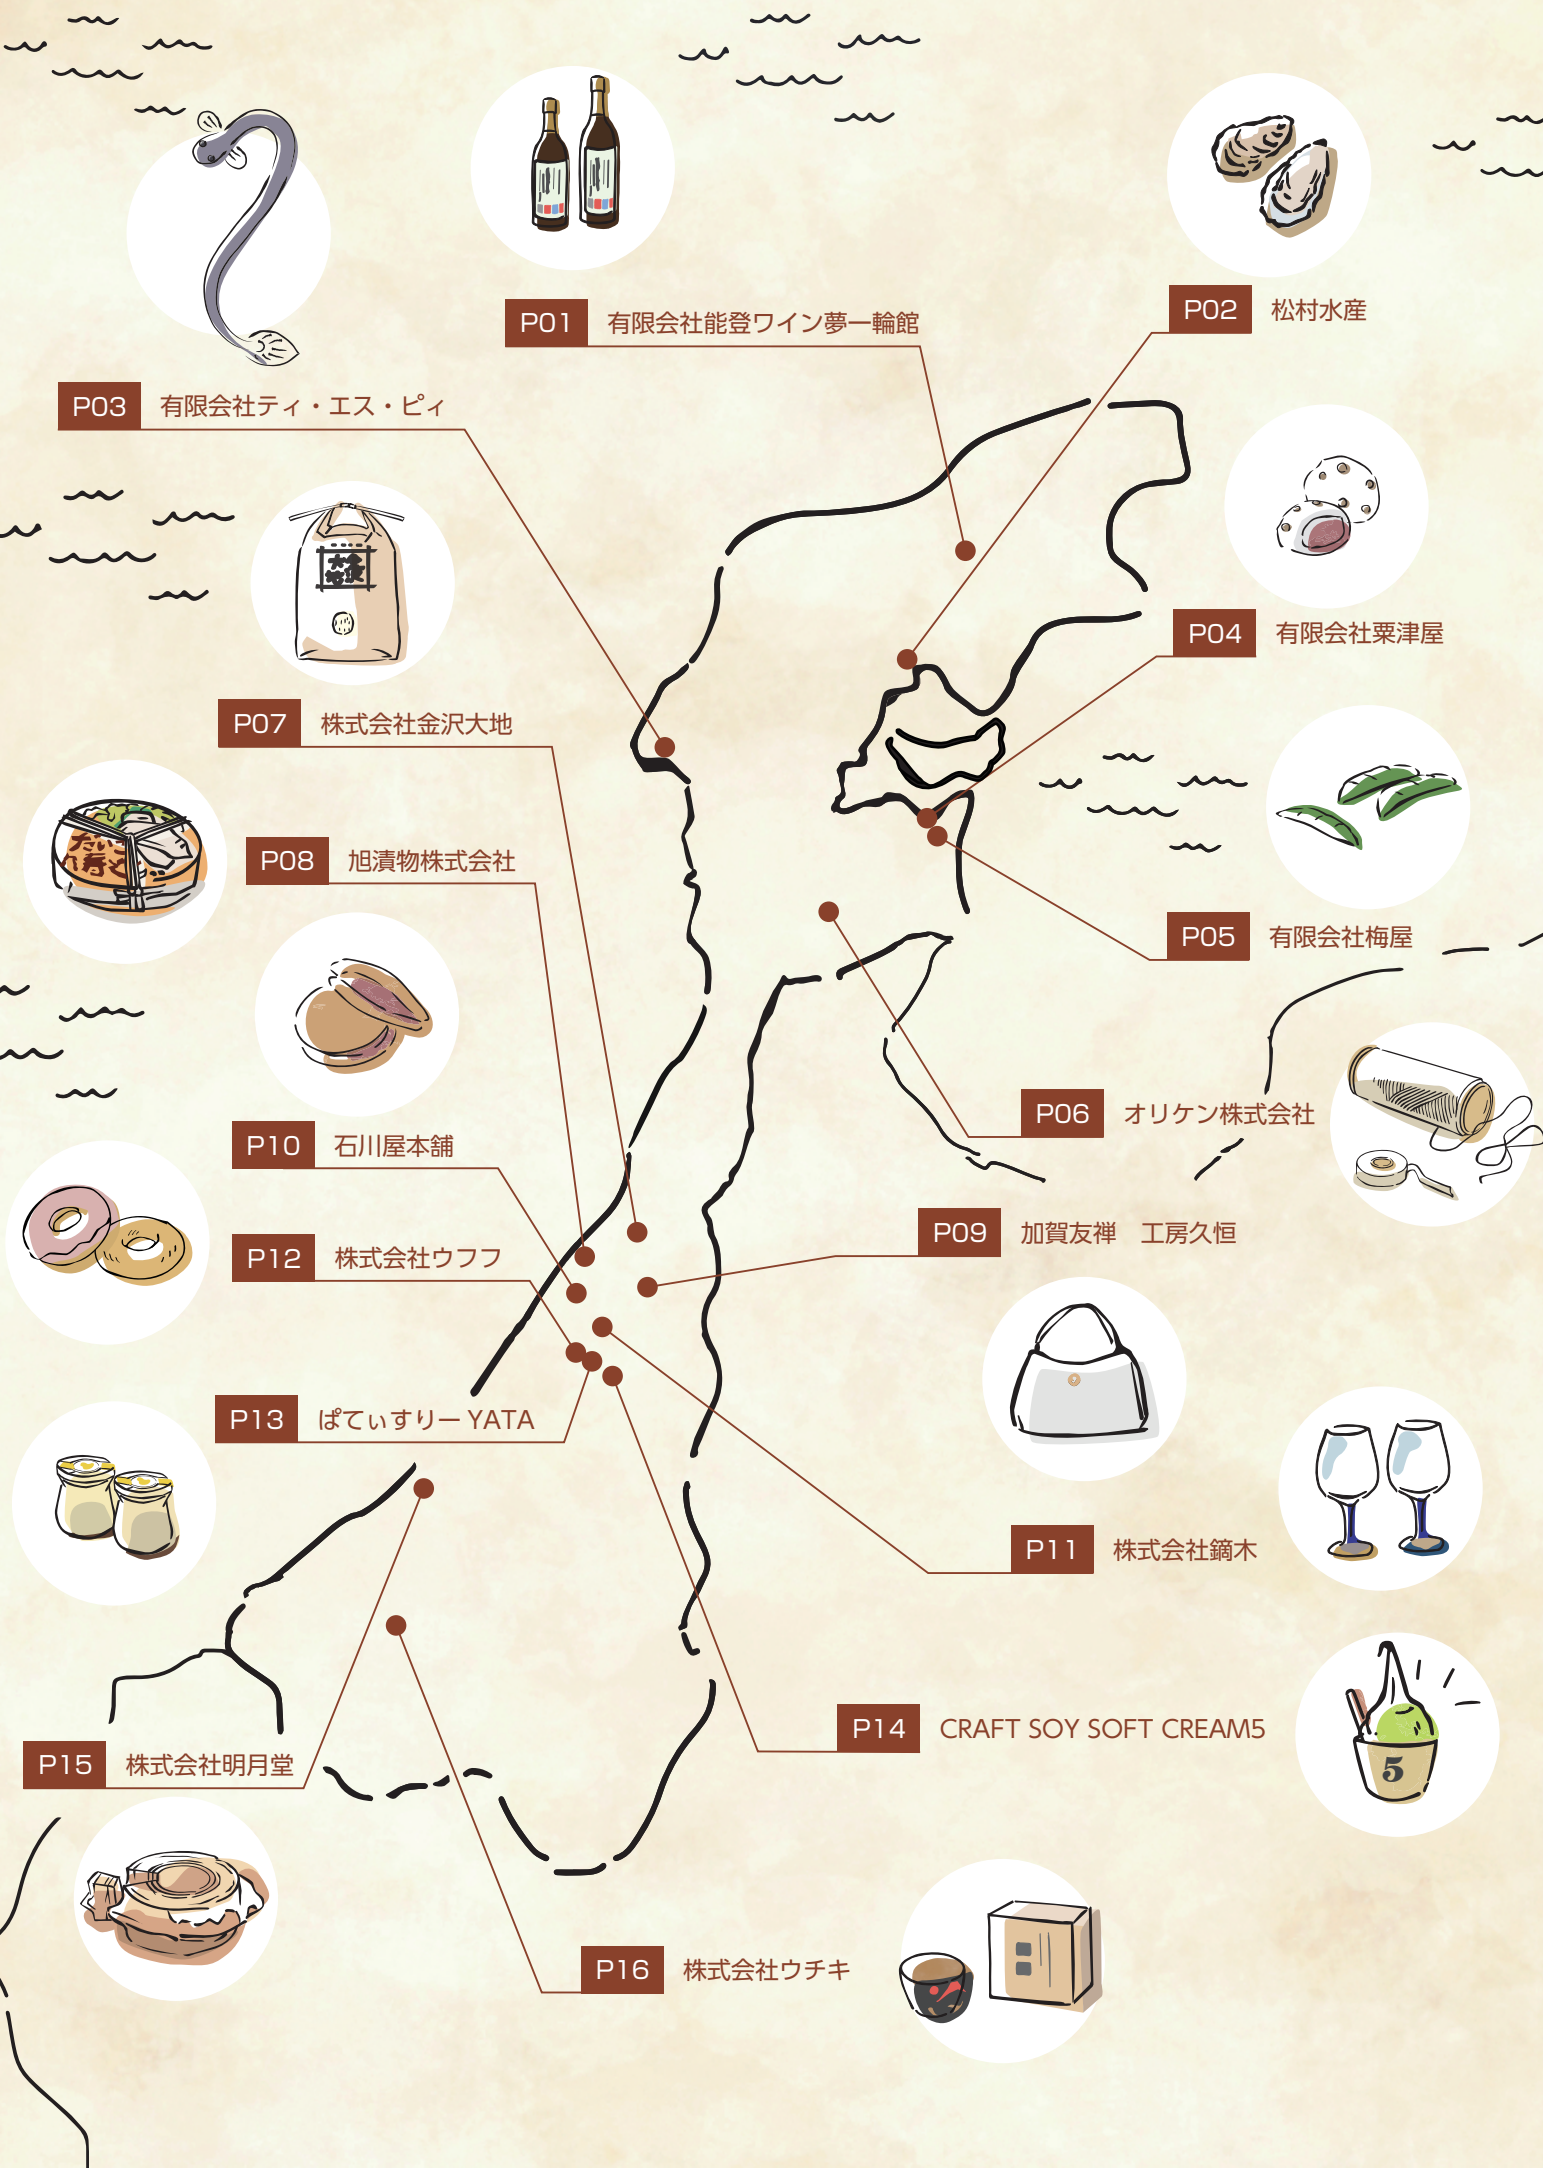 P01 有限会社能登ワイン夢一輪館
P02 松村水産
P03 有限会社ティ・エス・ピィ
P04 有限会社粟津屋
P07 株式会社金沢大地
P08 旭漬物株式会社
P05 有限会社梅屋
P06 オリケン株式会社
P10 石川屋本舗
P09 加賀友禅　工房久恒
P12 株式会社ウフフ
P13 ぱてぃすりー YATA
P11 株式会社鏑木
P14 CRAFT SOY SOFT CREAM5
5
P15 株式会社明月堂
P16 株式会社ウチキ